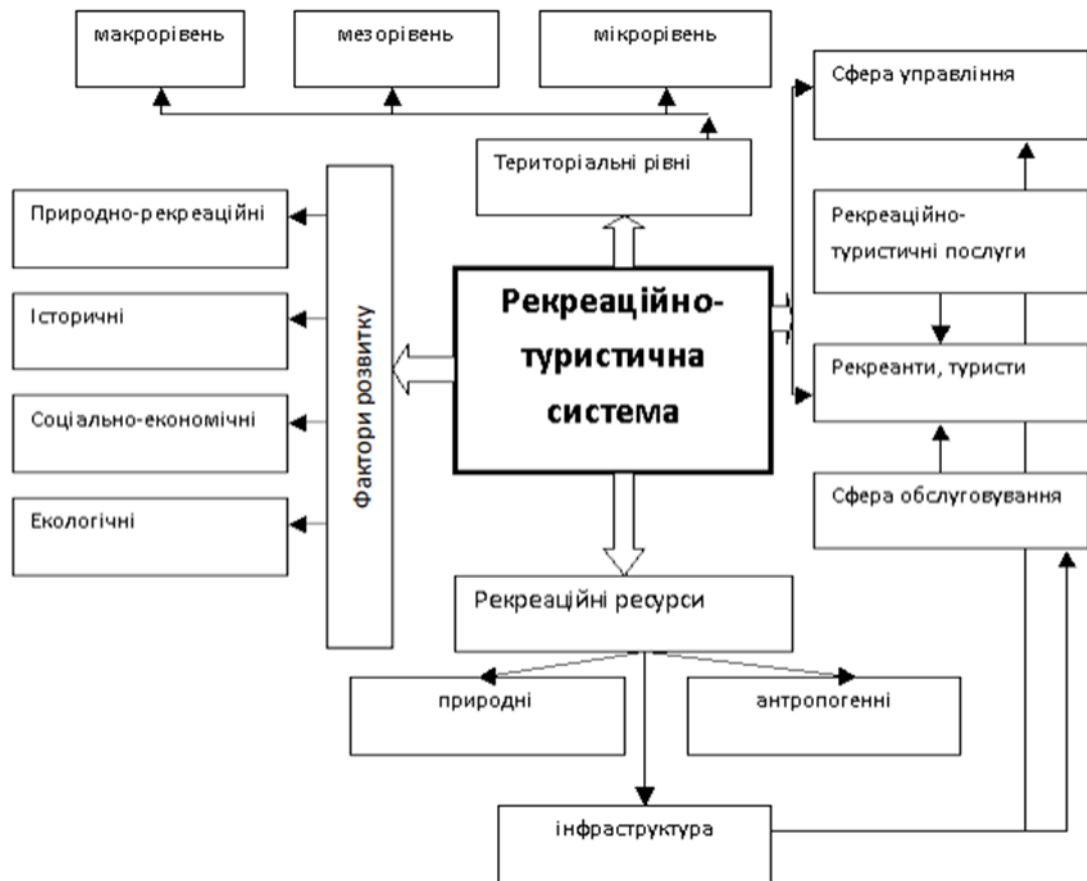 макрорівень
мезорівень
мікрорівень
Сфера управління
Територіальні рівні
Природно-рекреаційні
Історичні
Соціально-економічні
Екологічні
Фактори розвитку
Рекреаційно-
туристична
система
Рекреаційно-
туристичні послуги
Рекреанти, туристи
Сфера обслуговування
Рекреаційні ресурси
природні
антропогенні
інфраструктура